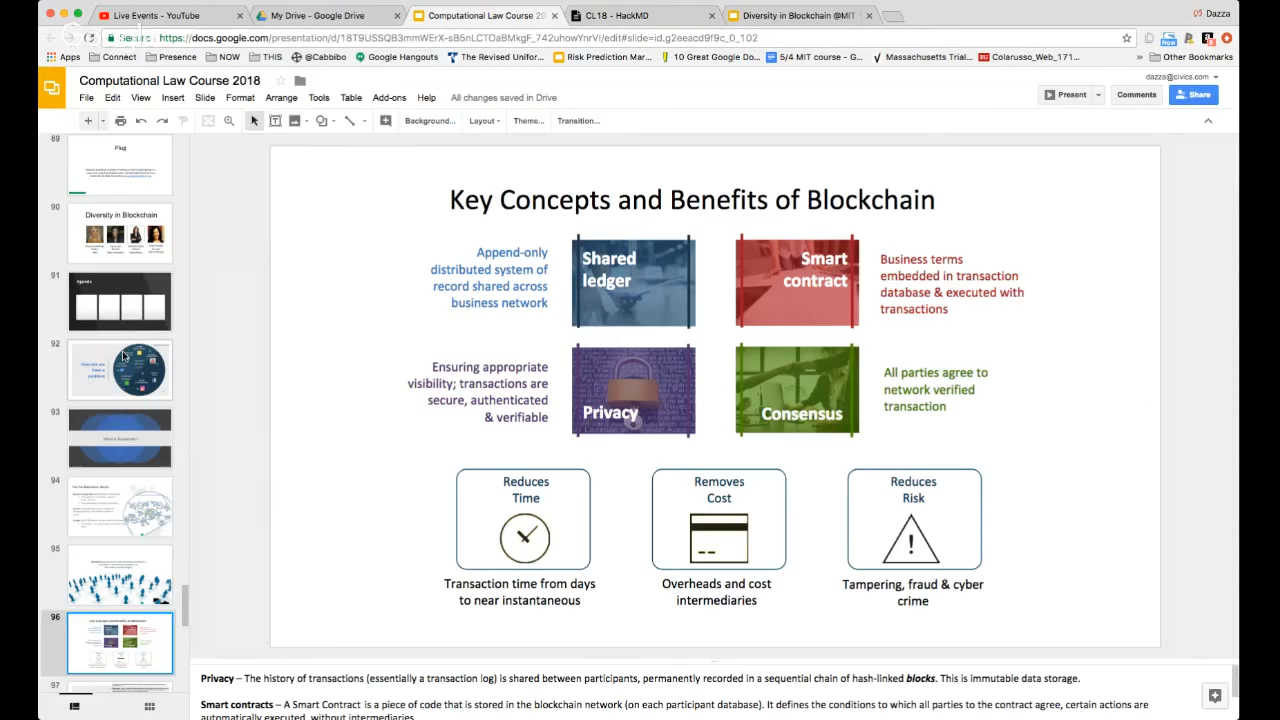 Live Events - YouTube
My Drive - Google Drive
Computational Law Course 20
CL18 - HackMD
Diversity in Blockchain @MIT
Dazza
Secure
https://docs.google.com/presentation/d/18T9USSQB3mmWErX-sB5nLCTOaBMkgF_742uhowYnrVI/edit#slide=id.g2eeacd9f9c_0_102
Apps
Community
Presence
NOW
THIS
@Cabbibo
Google Hangouts
The Revised Unifor...
Risk Prediction Mar...
10 Great Google Do...
5/4 MIT course - G...
Massachusetts Trial...
Colarusso_Web_171...
Other Bookmarks
Computational Law Course 2018
dazza@civics.com
File Edit View Insert Slide Format Arrange Tools Table Add-ons Help All changes saved in Drive
Present
Comments
Share
Background...
Layout
Theme...
Transition...
89
Plug
90
Diversity in Blockchain
91
Agenda
92
93
What is Blockchain?
94
95
96
97
Key Concepts and Benefits of Blockchain
Append-only
distributed system of
record shared across
business network
Shared
ledger
Smart
contract
Business terms
embedded in transaction
database & executed with
transactions
Ensuring appropriate
visibility; transactions are
secure, authenticated
& verifiable
Privacy
Consensus
All parties agree to
network verified
transaction
Reduces
Time
Removes
Cost
Reduces
Risk
Transaction time from days
to near instantaneous
Overheads and cost
intermediaries
Tampering, fraud & cyber
crime
Privacy – The history of transactions (essentially a transaction log) is shared between participants, permanently recorded in a sequential chain of hash-linked blocks. This is immutable data storage.
Smart contracts – A Smart Contract is a piece of code that is stored in the blockchain network (on each participant database). It defines the conditions to which all parties to the contract agree, certain actions are
automatically executed, without intermediaries.